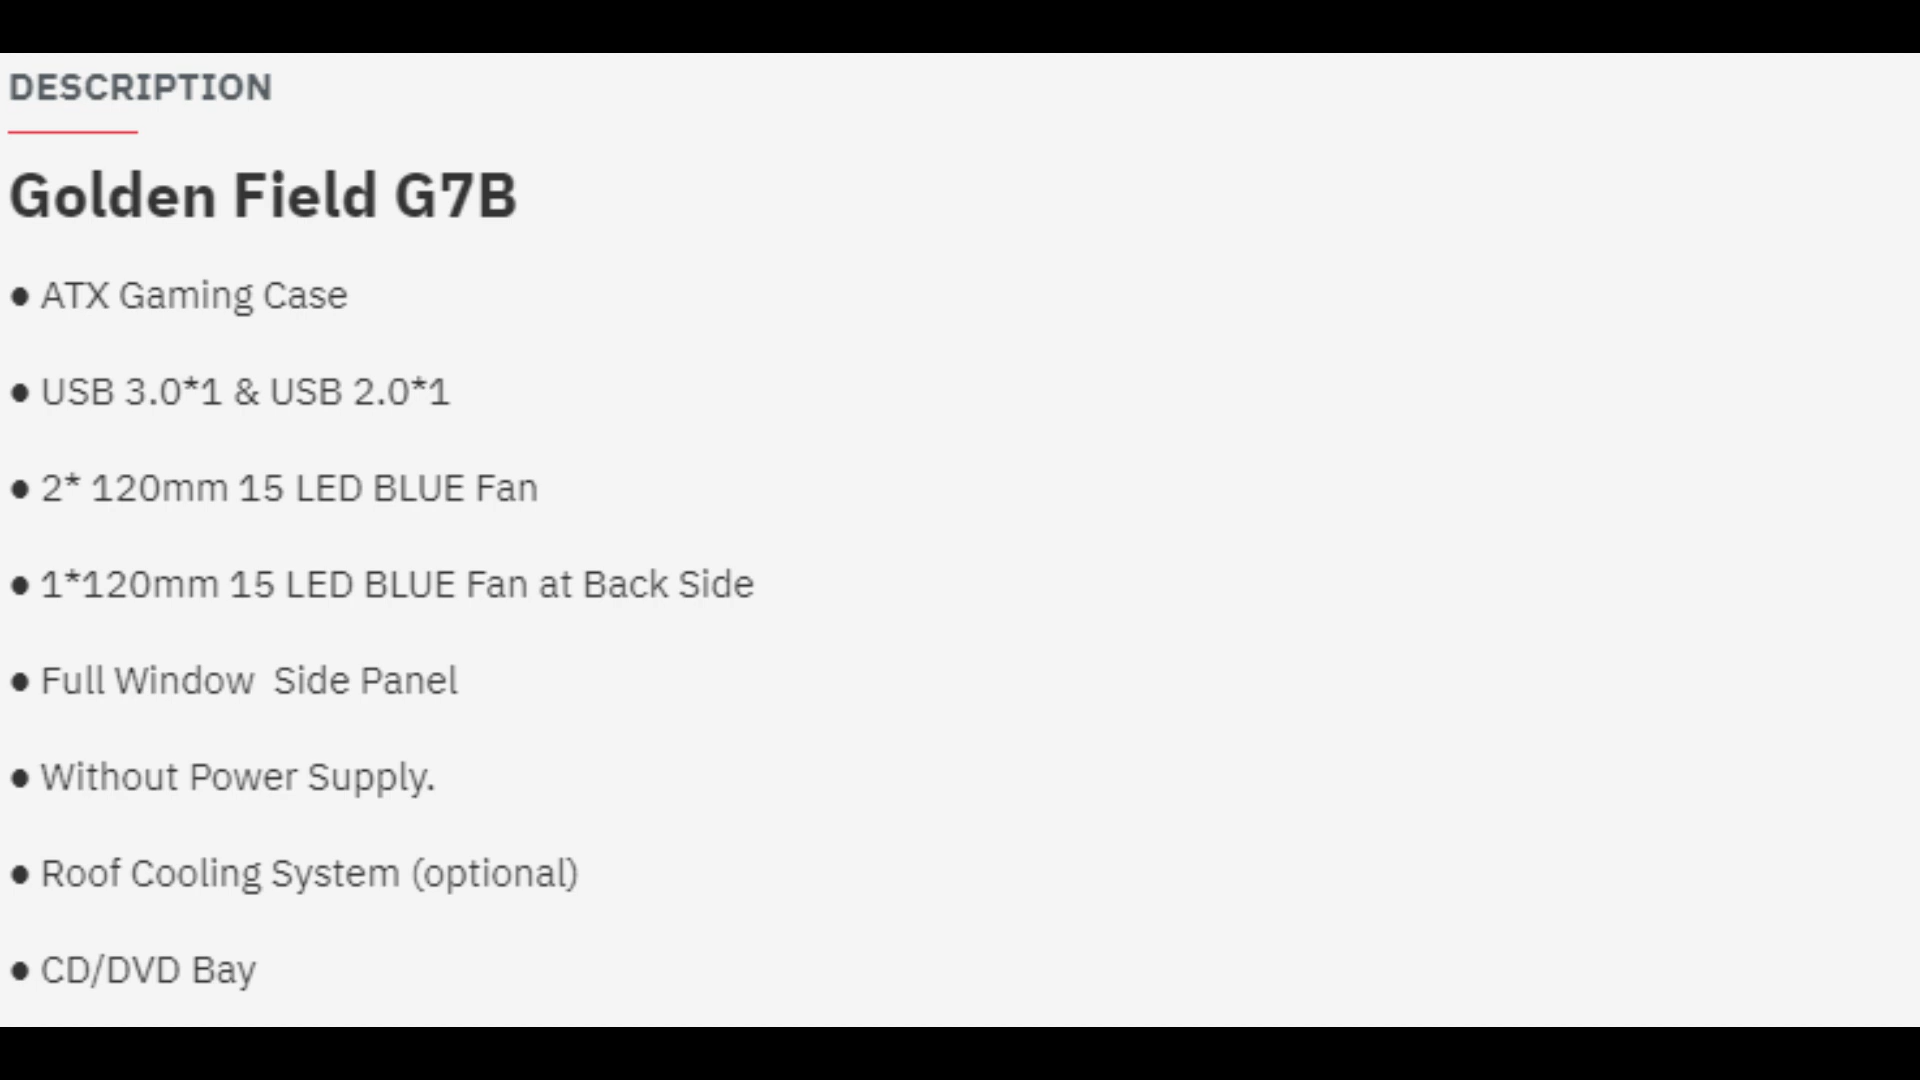 DESCRIPTION
Golden Field G7B
● ATX Gaming Case
● USB 3.0*1 & USB 2.0*1
● 2* 120mm 15 LED BLUE Fan
● 1*120mm 15 LED BLUE Fan at Back Side
● Full Window  Side Panel
● Without Power Supply.
● Roof Cooling System (optional)
● CD/DVD Bay